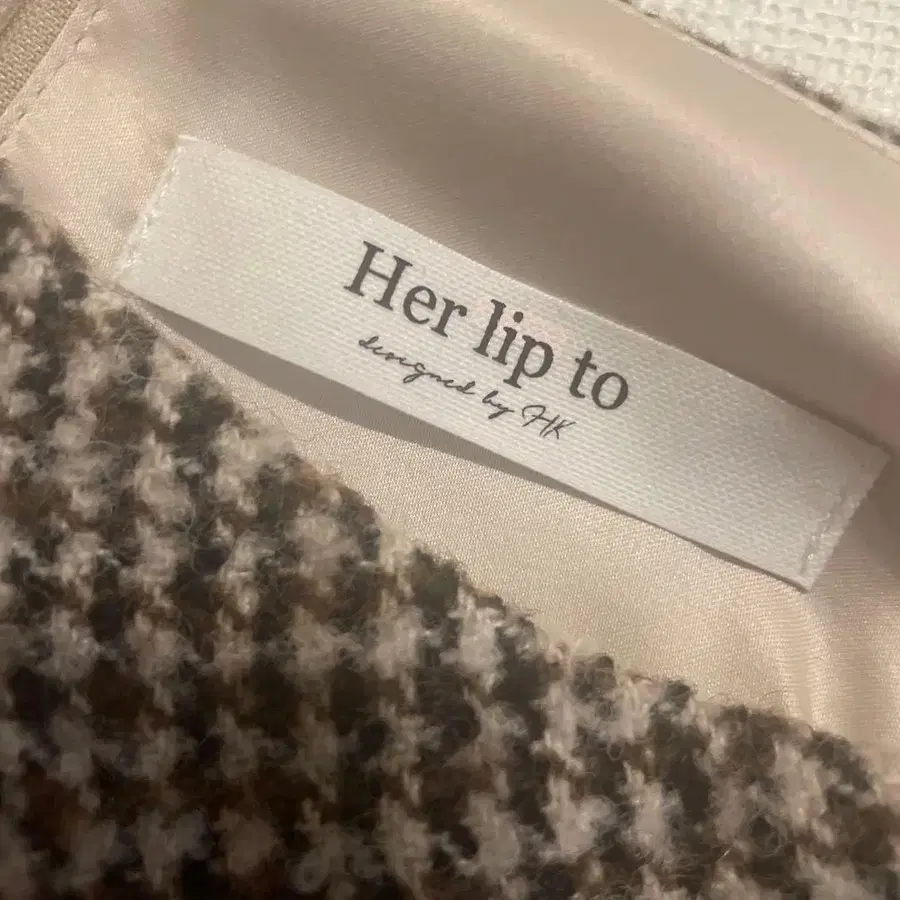 Her lip to
designed by HK